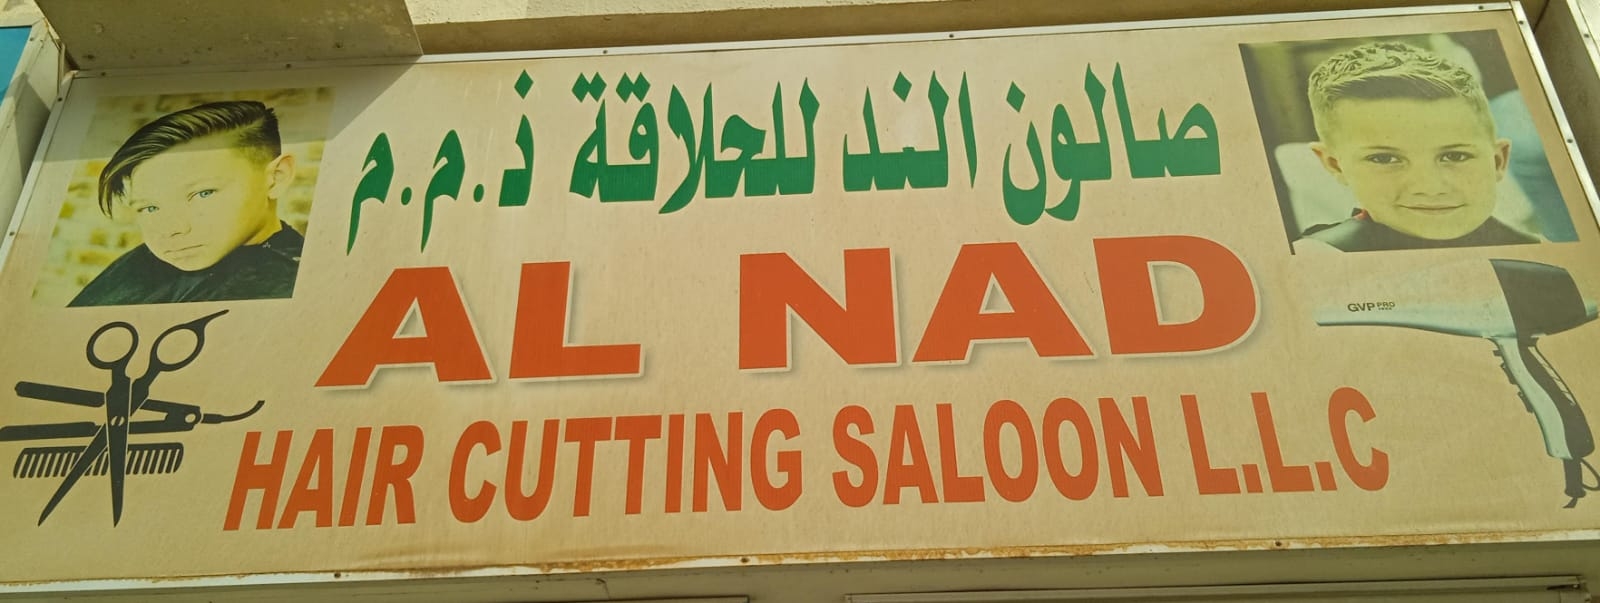 صالون الند للحلاقة ذ.م.م
AL NAD
HAIR CUTTING SALOON L.L.C
GVP PRO